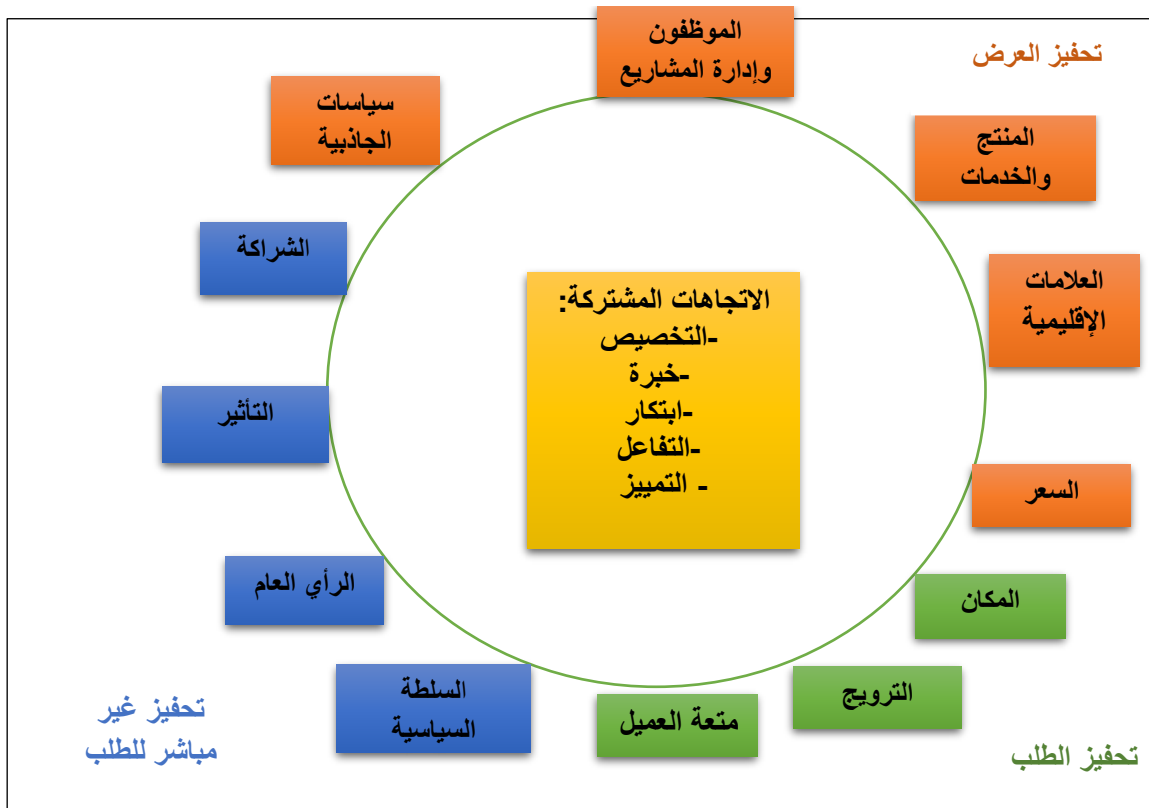 الموظفون
وإدارة المشاريع
تحفيز العرض
سياسات
الجاذبية
المنتج
والخدمات
الشراكة
العلامات
الإقليمية
الاتجاهات المشتركة:
-التخصيص
-خبرة
-ابتكار
-التفاعل
- التمييز
التأثير
السعر
الرأي العام
المكان
السلطة
السياسية
متعة العميل
الترويج
تحفيز غير
مباشر للطلب
تحفيز الطلب